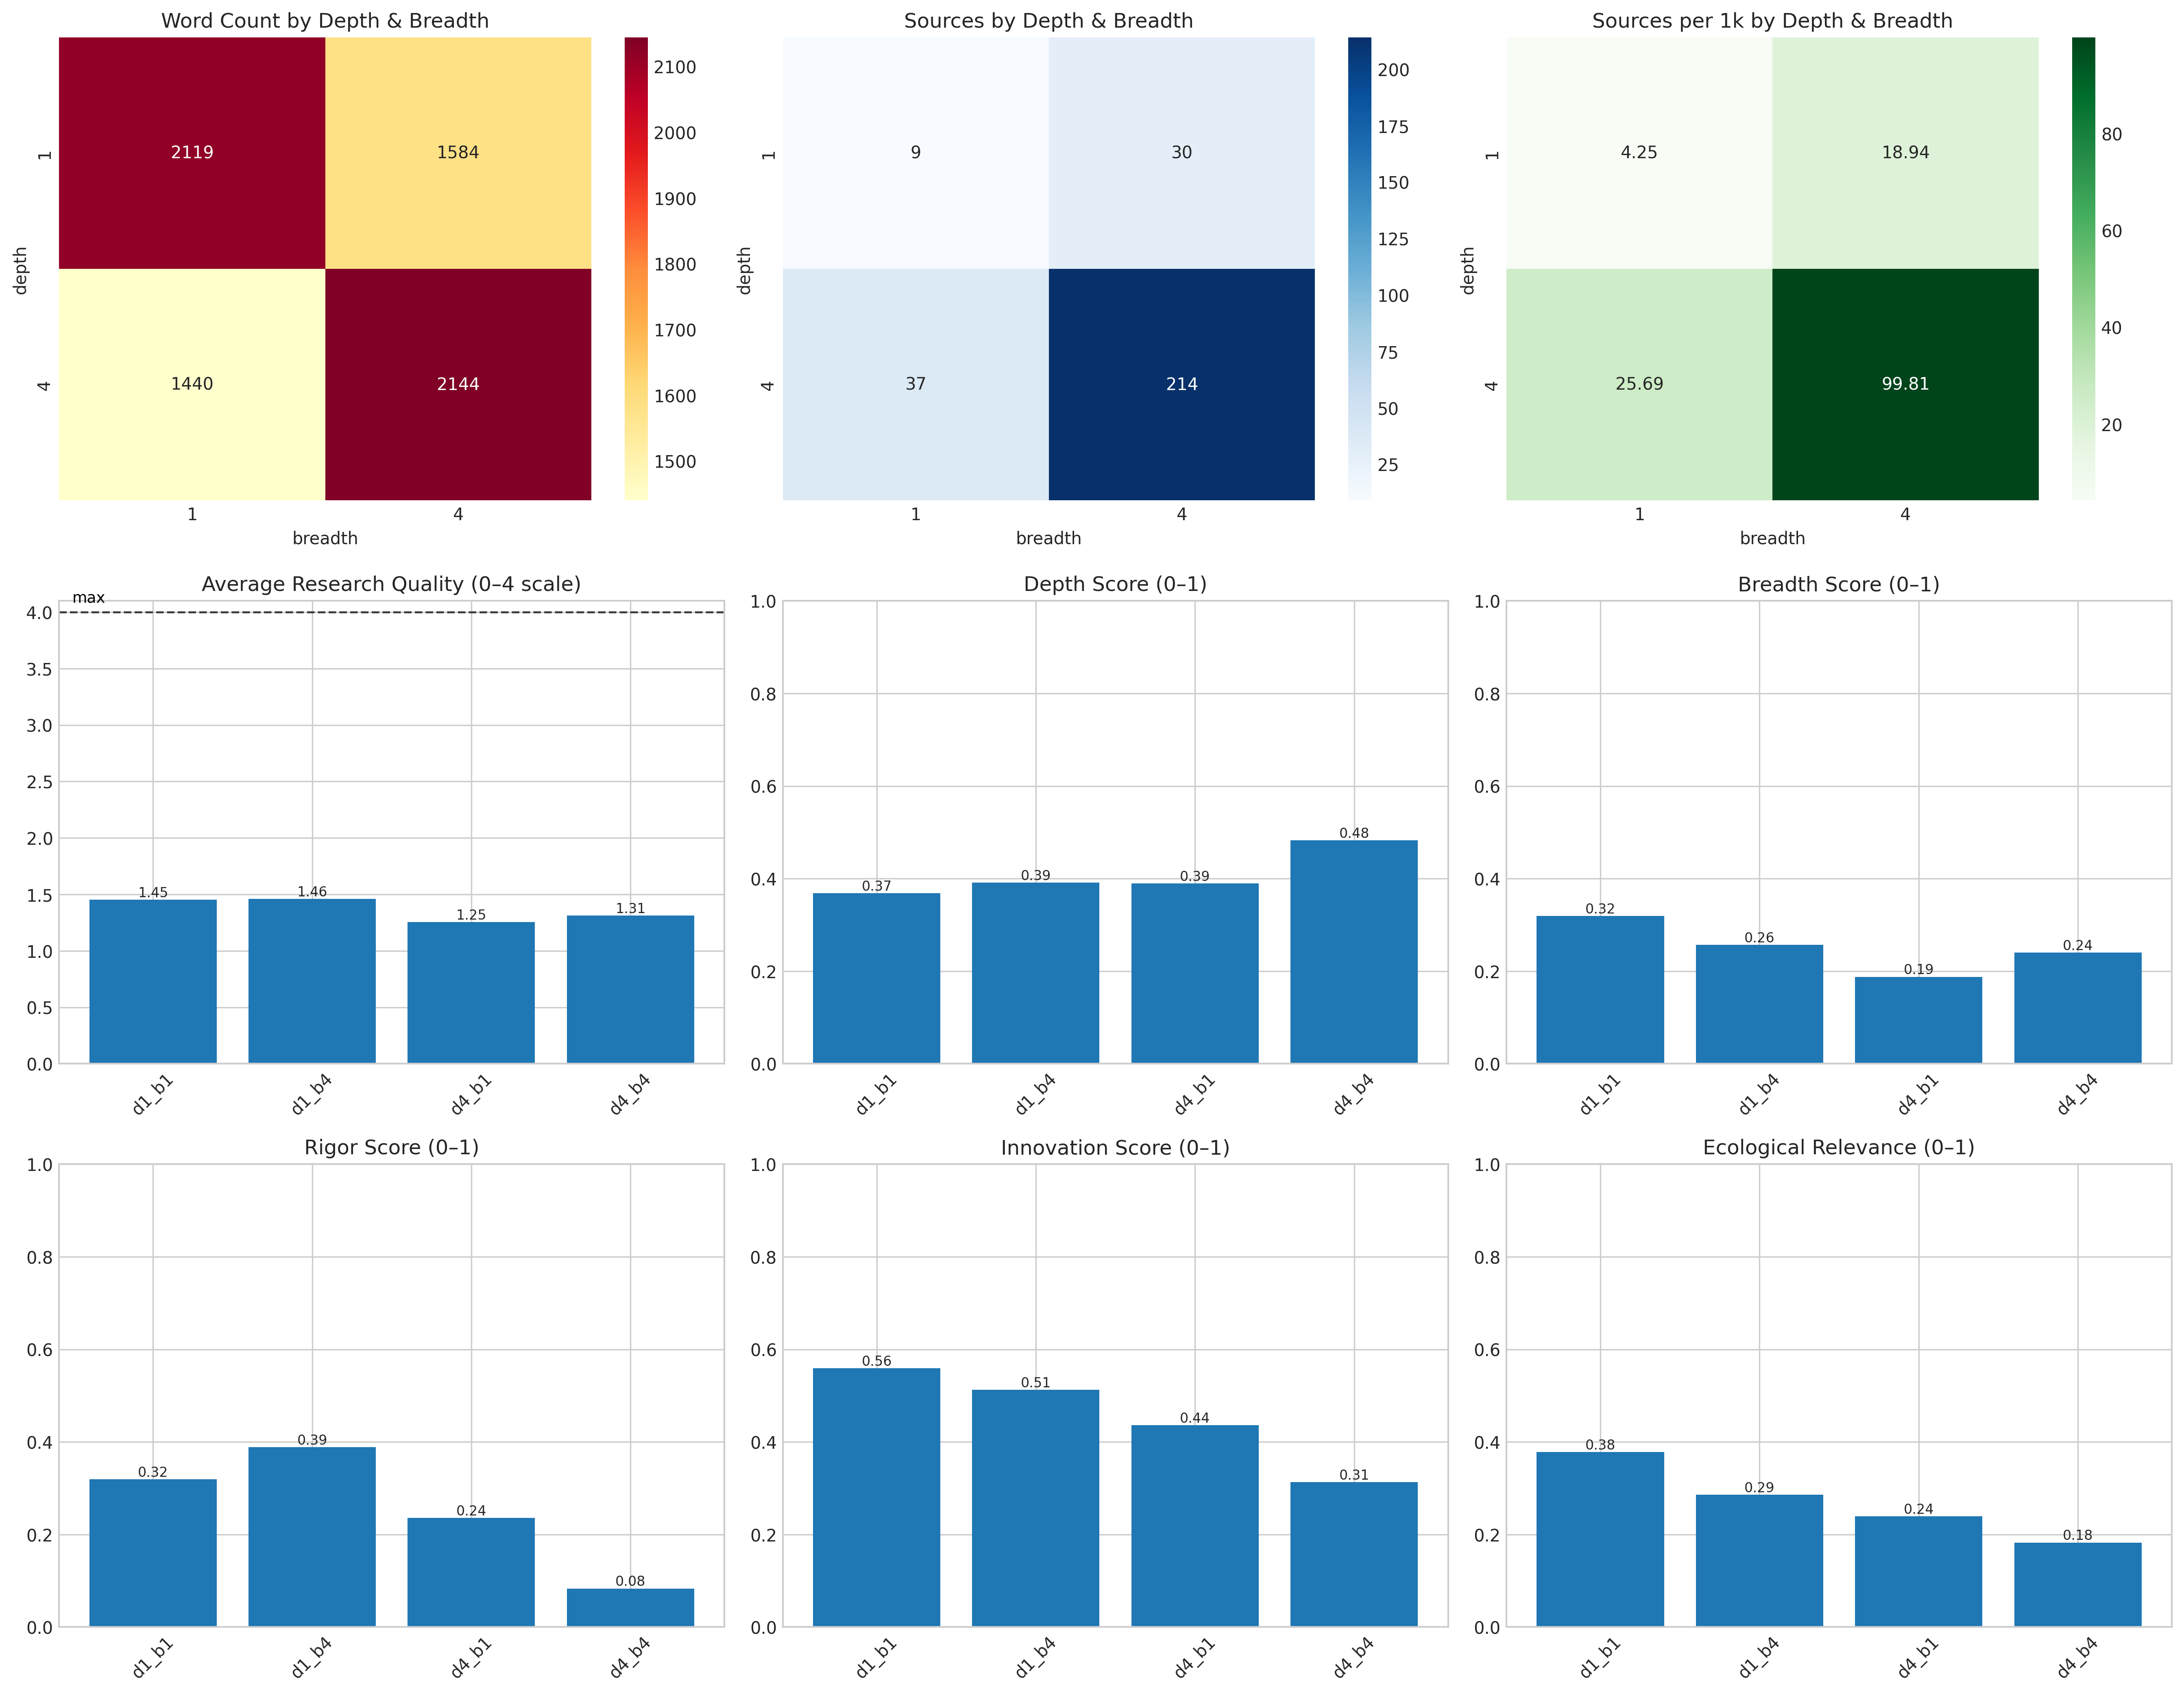 Word Count by Depth & Breadth
2119 1584
1440 2144
1
4
depth
1 4
breadth
2100
2000
1900
1800
1700
1600
1500
Sources by Depth & Breadth
9 30
37 214
1
4
depth
1 4
breadth
200
175
150
125
100
75
50
25
Sources per 1k by Depth & Breadth
4.25 18.94
25.69 99.81
1
4
depth
1 4
breadth
80
60
40
20
Average Research Quality (0–4 scale)
max
4.0
3.5
3.0
2.5
2.0
1.5
1.0
0.5
0.0
1.45 1.46 1.25 1.31
d1_b1 d1_b4 d4_b1 d4_b4
Depth Score (0–1)
1.0
0.8
0.6
0.4
0.2
0.0
0.37 0.39 0.39 0.48
d1_b1 d1_b4 d4_b1 d4_b4
Breadth Score (0–1)
1.0
0.8
0.6
0.4
0.2
0.0
0.32 0.26 0.19 0.24
d1_b1 d1_b4 d4_b1 d4_b4
Rigor Score (0–1)
1.0
0.8
0.6
0.4
0.2
0.0
0.32 0.39 0.24 0.08
d1_b1 d1_b4 d4_b1 d4_b4
Innovation Score (0–1)
1.0
0.8
0.6
0.4
0.2
0.0
0.56 0.51 0.44 0.31
d1_b1 d1_b4 d4_b1 d4_b4
Ecological Relevance (0–1)
1.0
0.8
0.6
0.4
0.2
0.0
0.38 0.29 0.24 0.18
d1_b1 d1_b4 d4_b1 d4_b4